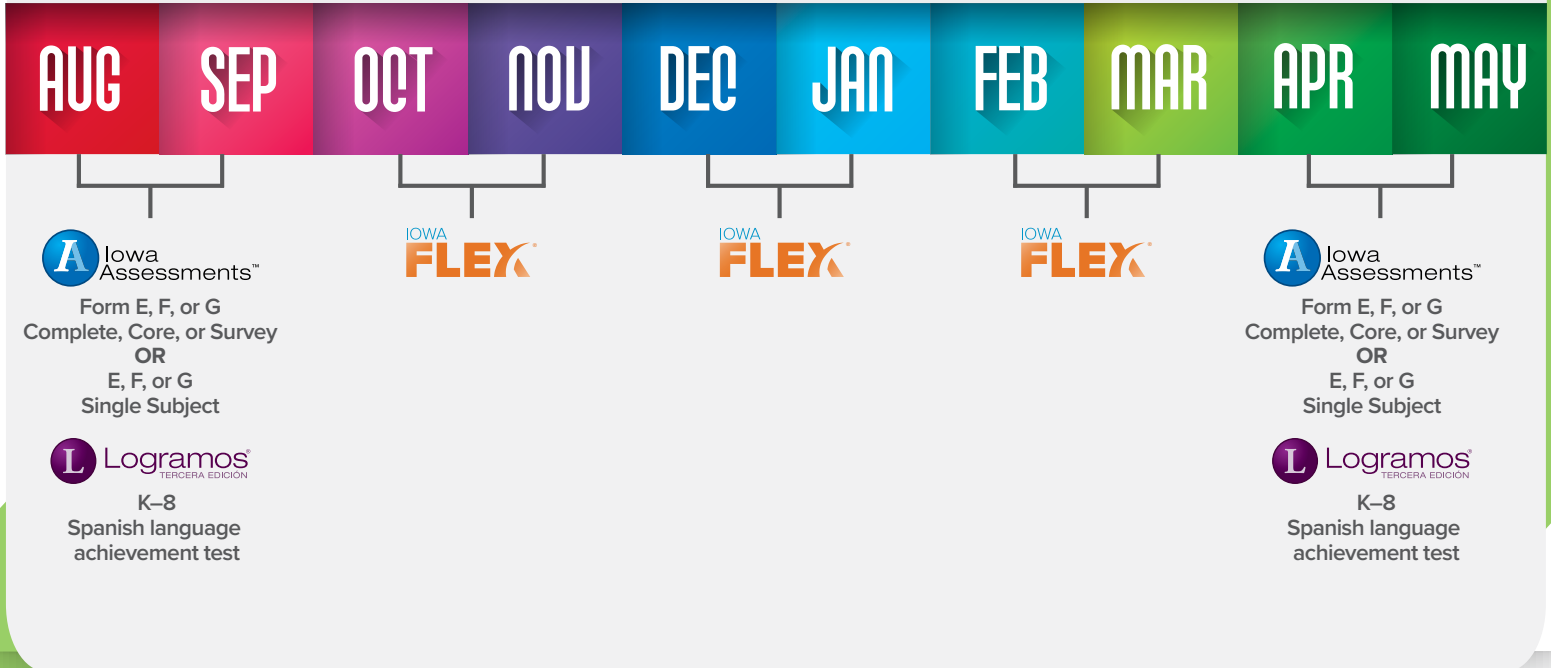 AUG SEP OCT NOV DEC JAN FEB MAR APR MAY
A Iowa
Assessments™
Form E, F, or G
Complete, Core, or Survey
OR
E, F, or G
Single Subject
L Logramos®
TERCERA EDICIÓN
K–8
Spanish language
achievement test
IOWA
FLEX®
IOWA
FLEX®
IOWA
FLEX®
A Iowa
Assessments™
Form E, F, or G
Complete, Core, or Survey
OR
E, F, or G
Single Subject
L Logramos®
TERCERA EDICIÓN
K–8
Spanish language
achievement test